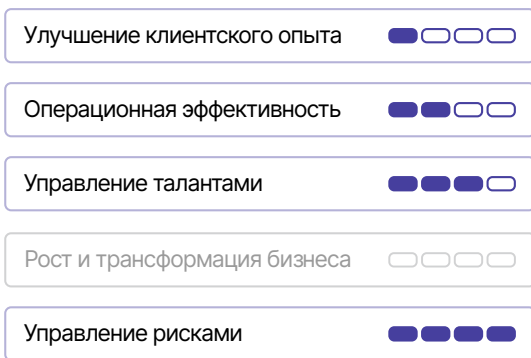 Улучшение клиентского опыта
Операционная эффективность
Управление талантами
Рост и трансформация бизнеса
Управление рисками